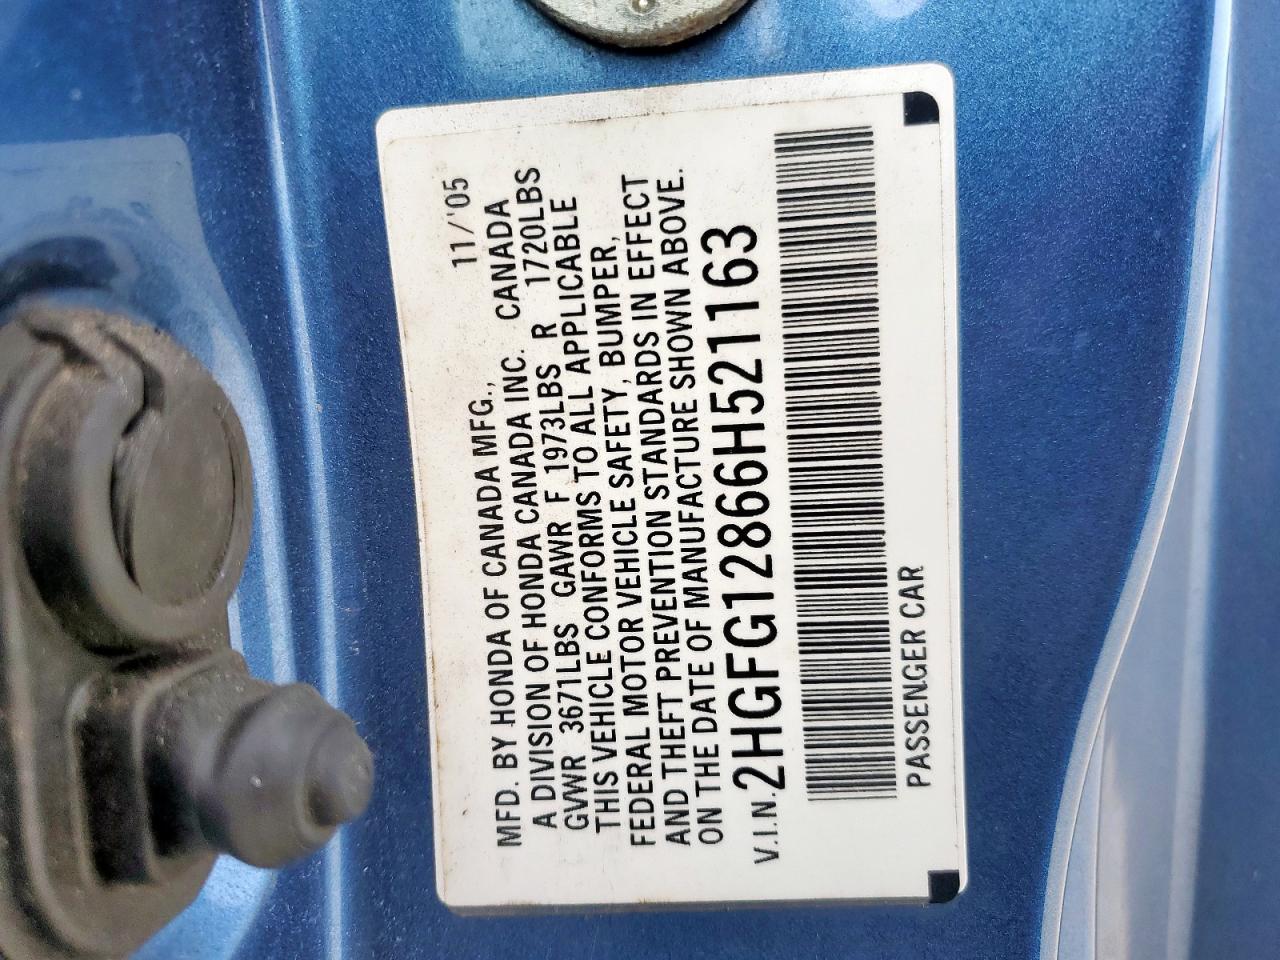 MFD. BY HONDA OF CANADA MFG., 11/'05
A DIVISION OF HONDA CANADA INC. CANADA
GVWR 3671LBS GAWR F 1973LBS R 1720LBS
THIS VEHICLE CONFORMS TO ALL APPLICABLE
FEDERAL MOTOR VEHICLE SAFETY, BUMPER,
AND THEFT PREVENTION STANDARDS IN EFFECT
ON THE DATE OF MANUFACTURE SHOWN ABOVE.
V.I.N. 2HGFG12866H521163
PASSENGER CAR